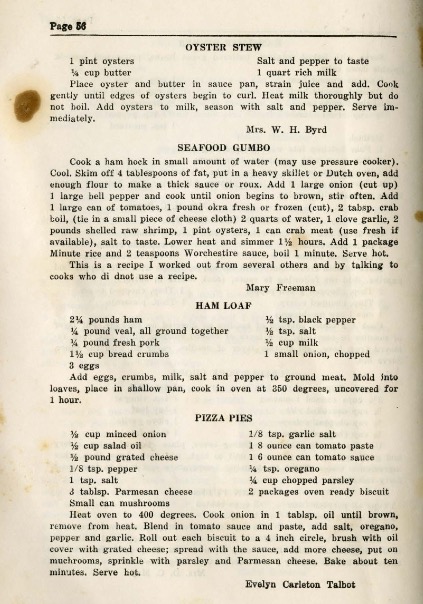 Page 56
OYSTER STEW
1 pint oysters
¼ cup butter
Salt and pepper to taste
1 quart rich milk
Place oyster and butter in sauce pan, strain juice and add. Cook
gently until edges of oysters begin to curl. Heat milk thoroughly but do
not boil. Add oysters to milk, season with salt and pepper. Serve im-
mediately.
Mrs. W. H. Byrd
SEAFOOD GUMBO
Cook a ham hock in small amount of water (may use pressure cooker).
Cool. Skim off 4 tablespoons of fat, put in a heavy skillet or Dutch oven, add
enough flour to make a thick sauce or roux. Add 1 large onion (cut up)
1 large bell pepper and cook until onion begins to brown, stir often. Add
1 large can of tomatoes, 1 pound okra fresh or frozen (cut), 2 tabsp. crab
boil, (tie in a small piece of cheese cloth) 2 quarts of water, 1 clove garlic, 2
pounds shelled raw shrimp, 1 pint oysters, 1 can crab meat (use fresh if
available), salt to taste. Lower heat and simmer 1½ hours. Add 1 package
Minute rice and 2 teaspoons Worchestire sauce, boil 1 minute. Serve hot.
This is a recipe I worked out from several others and by talking to
cooks who di dnot use a recipe.
Mary Freeman
HAM LOAF
2¼ pounds ham
¾ pound veal, all ground together
¾ pound fresh pork
1½ cup bread crumbs
3 eggs
½ tsp. black pepper
½ tsp. salt
½ cup milk
1 small onion, chopped
Add eggs, crumbs, milk, salt and pepper to ground meat. Mold into
loaves, place in shallow pan, cook in oven at 350 degrees, uncovered for
1 hour.
PIZZA PIES
½ cup minced onion
½ cup salad oil
½ pound grated cheese
1/8 tsp. pepper
1 tsp. salt
3 tablsp. Parmesan cheese
Small can mushrooms
1/8 tsp. garlic salt
1 8 ounce can tomato paste
1 6 ounce can tomato sauce
¼ tsp. oregano
¼ cup chopped parsley
2 packages oven ready biscuit
Heat oven to 400 degrees. Cook onion in 1 tablsp. oil until brown,
remove from heat. Blend in tomato sauce and paste, add salt, oregano,
pepper and garlic. Roll out each biscuit to a 4 inch circle, brush with oil
cover with grated cheese; spread with the sauce, add more cheese, put on
muchrooms, sprinkle with parsley and Parmesan cheese. Bake about ten
minutes. Serve hot.
Evelyn Carleton Talbot